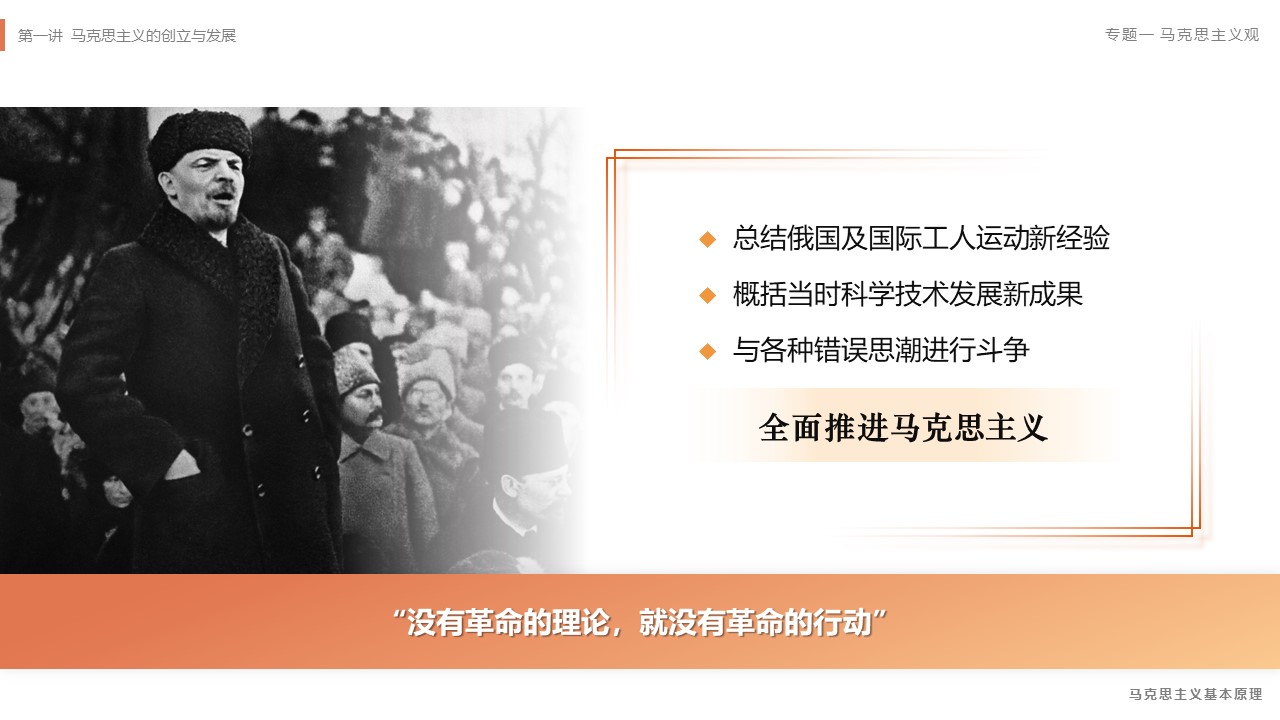 第一讲 马克思主义的创立与发展
专题一 马克思主义观
总结俄国及国际工人运动新经验
概括当时科学技术发展新成果
与各种错误思潮进行斗争
全面推进马克思主义
“没有革命的理论，就没有革命的行动”
马克思主义基本原理